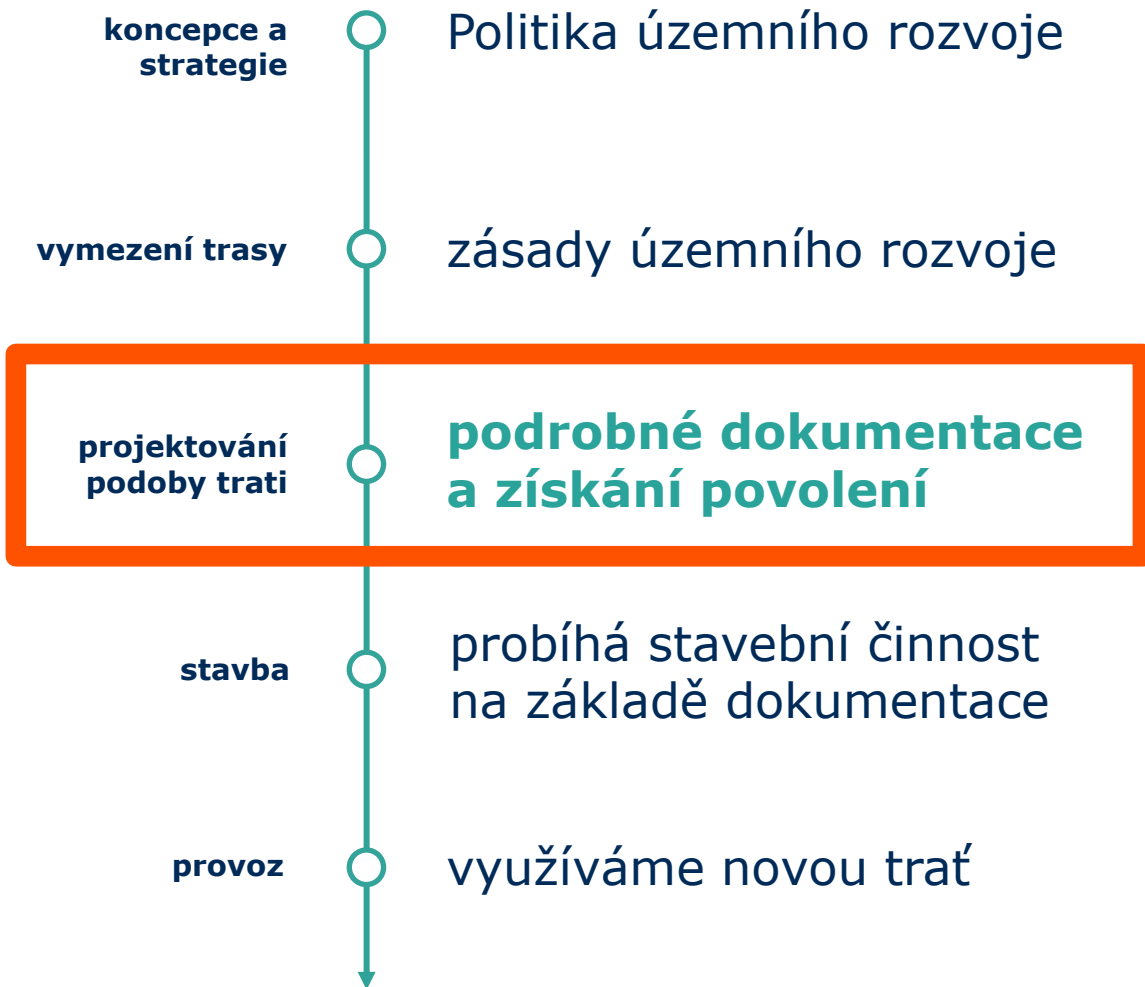 koncepce a
strategie
Politika územního rozvoje
vymezení trasy
zásady územního rozvoje
projektování
podoby trati
podrobné dokumentace
a získání povolení
stavba
probíhá stavební činnost
na základě dokumentace
provoz
využíváme novou trať